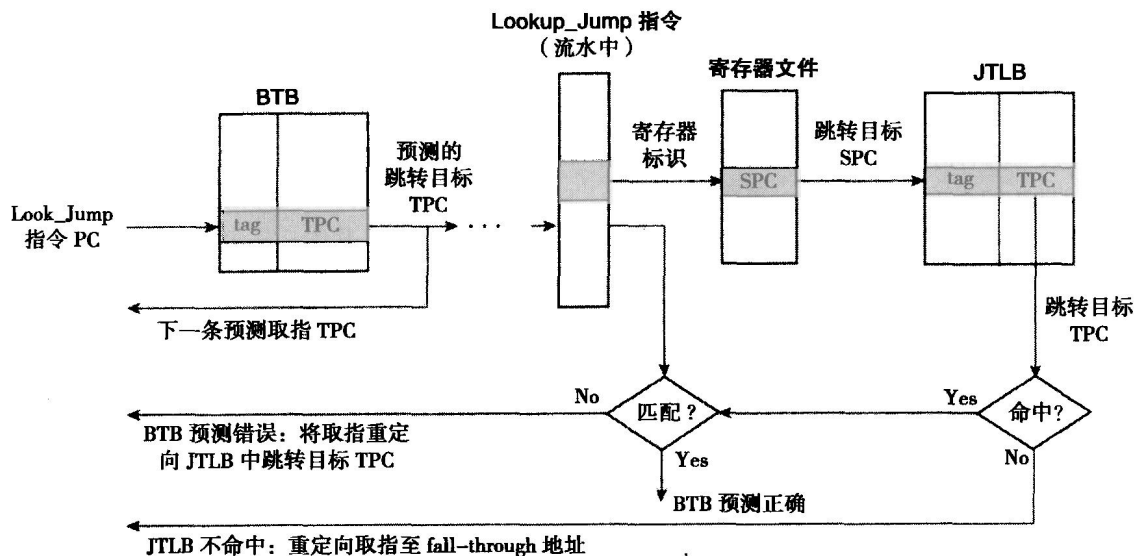 Lookup_Jump 指令
（流水中）
BTB
寄存器文件
JTLB
预测的
跳转目标
TPC
寄存器
标识
跳转目标
SPC
Look_Jump
指令 PC
tag
TPC
· · ·
SPC
tag
TPC
下一条预测取指 TPC
跳转目标
TPC
No
匹配？
Yes
命中?
BTB 预测错误：将取指重定
向 JTLB 中跳转目标 TPC
Yes
No
BTB 预测正确
JTLB 不命中：重定向取指至 fall-through 地址